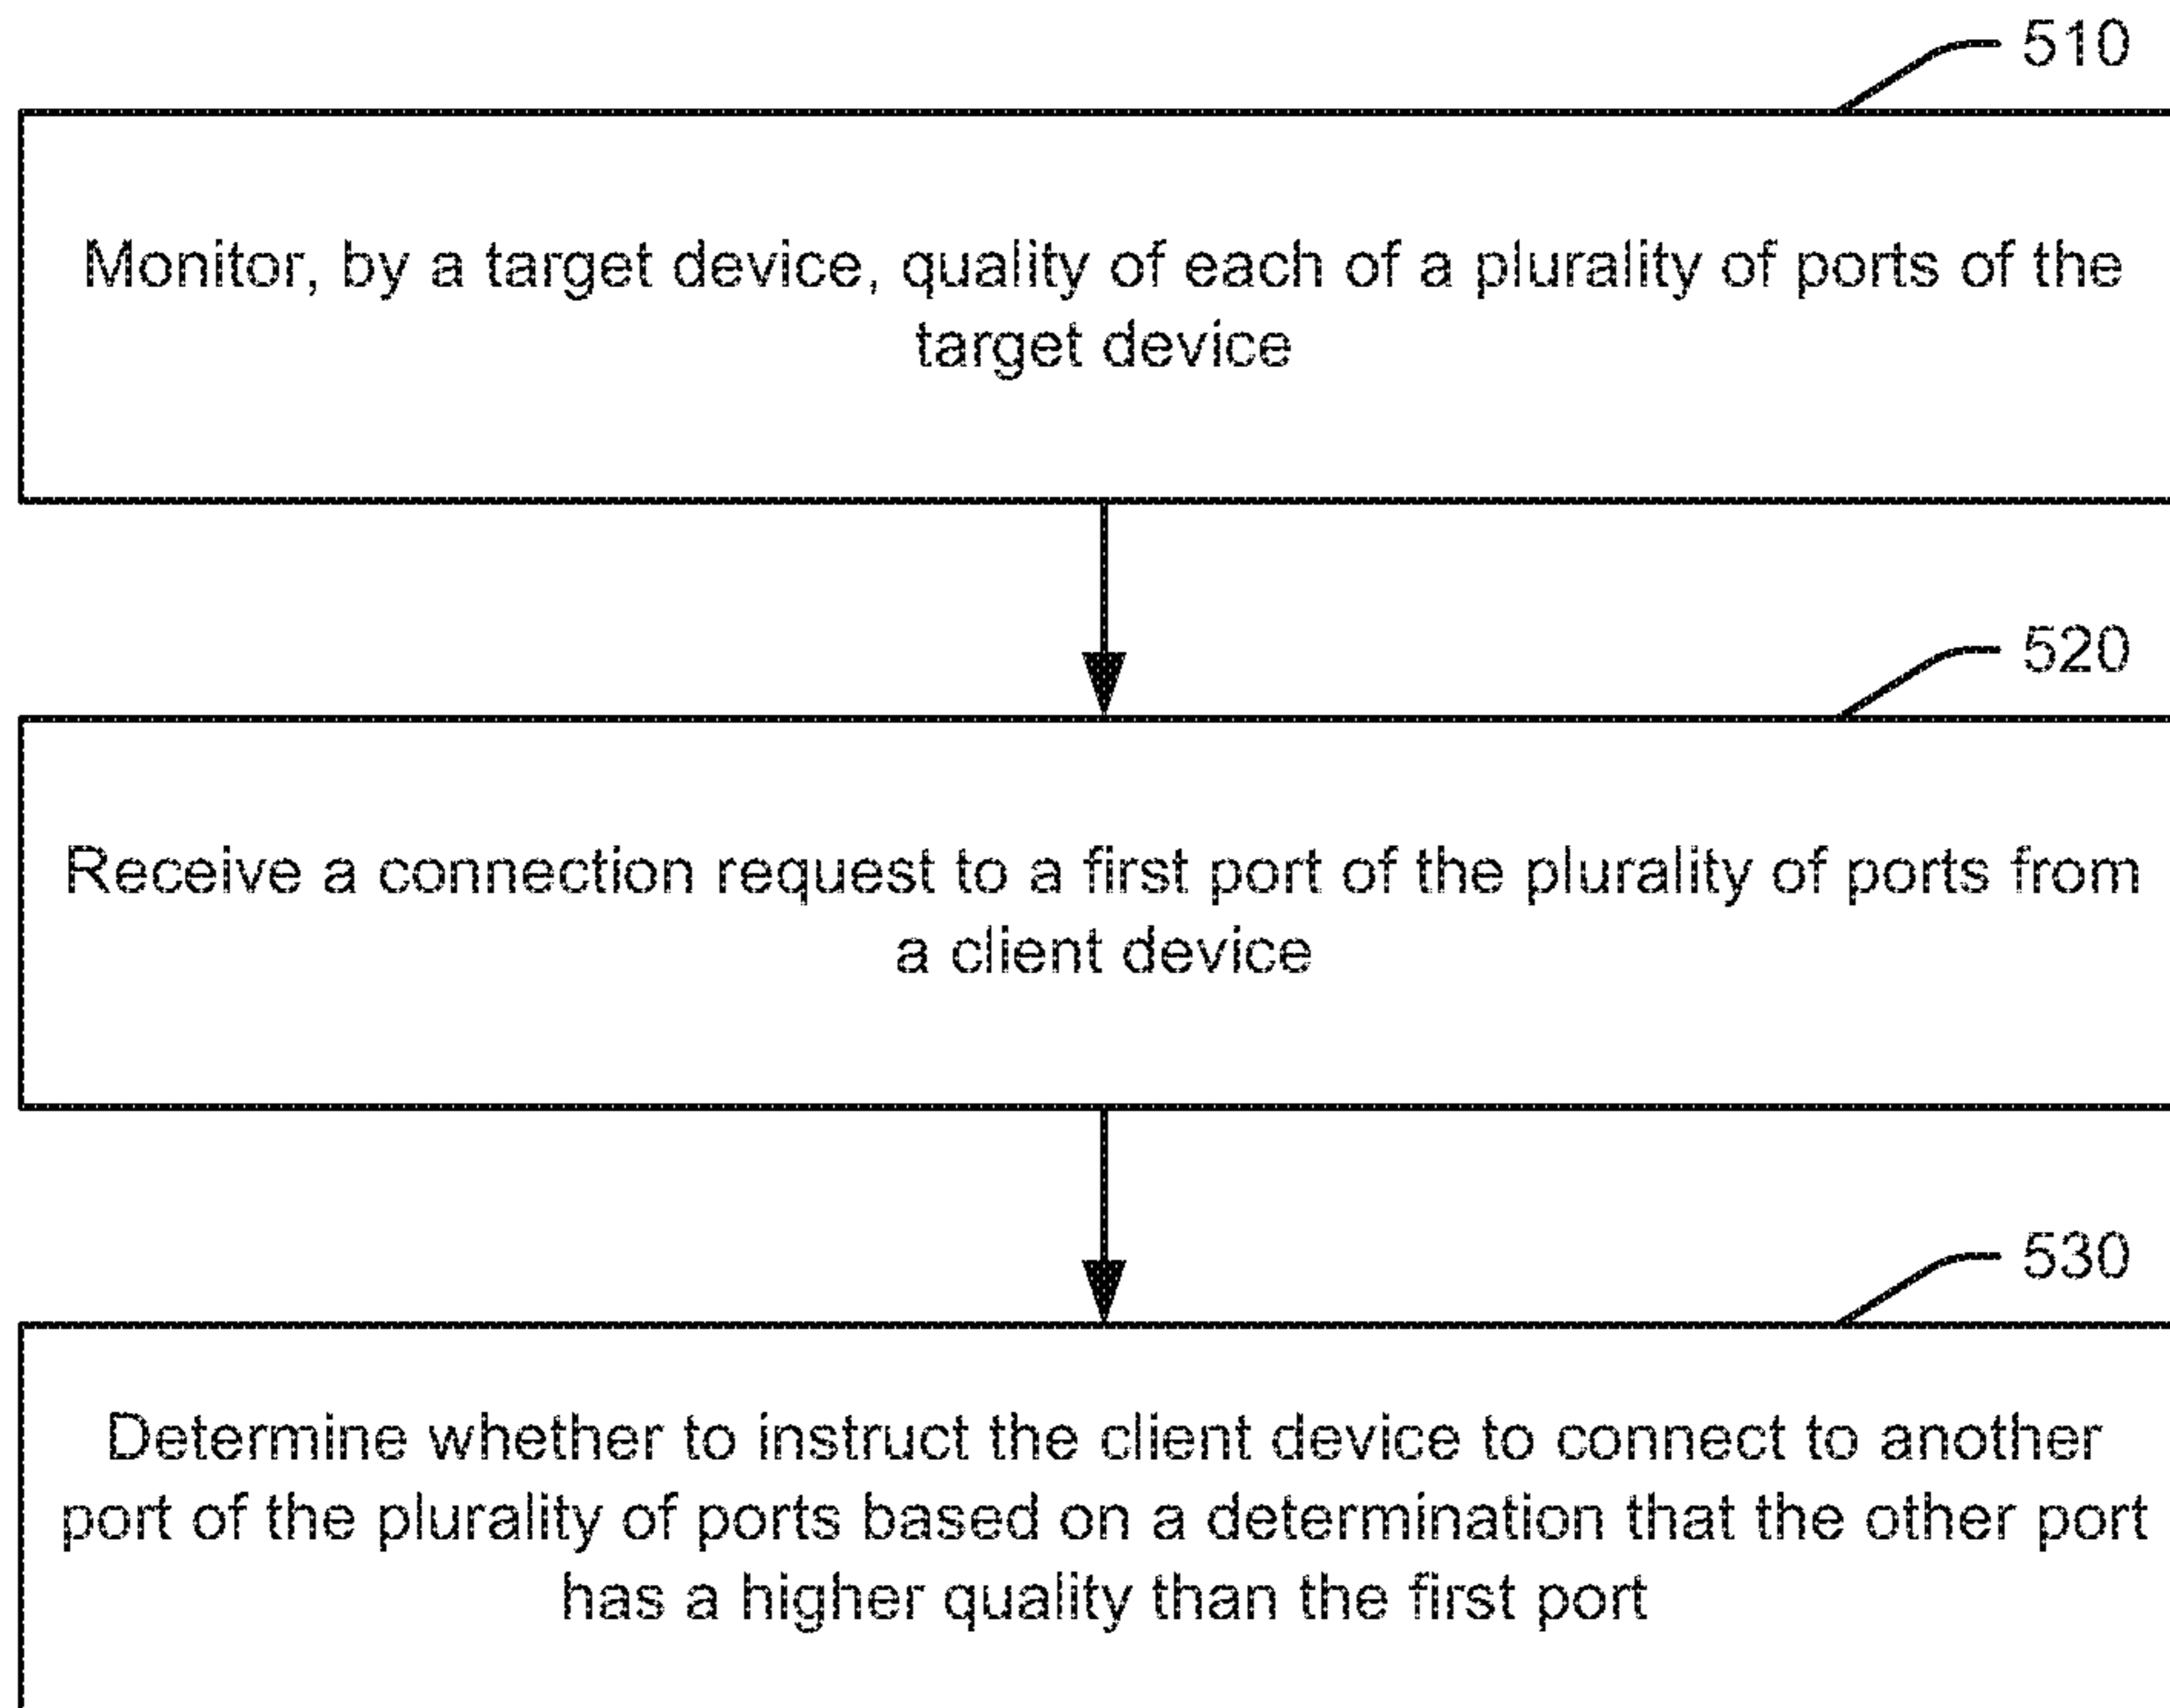 510
Monitor, by a target device, quality of each of a plurality of ports of the
target device
520
Receive a connection request to a first port of the plurality of ports from
a client device
530
Determine whether to instruct the client device to connect to another
port of the plurality of ports based on a determination that the other port
has a higher quality than the first port